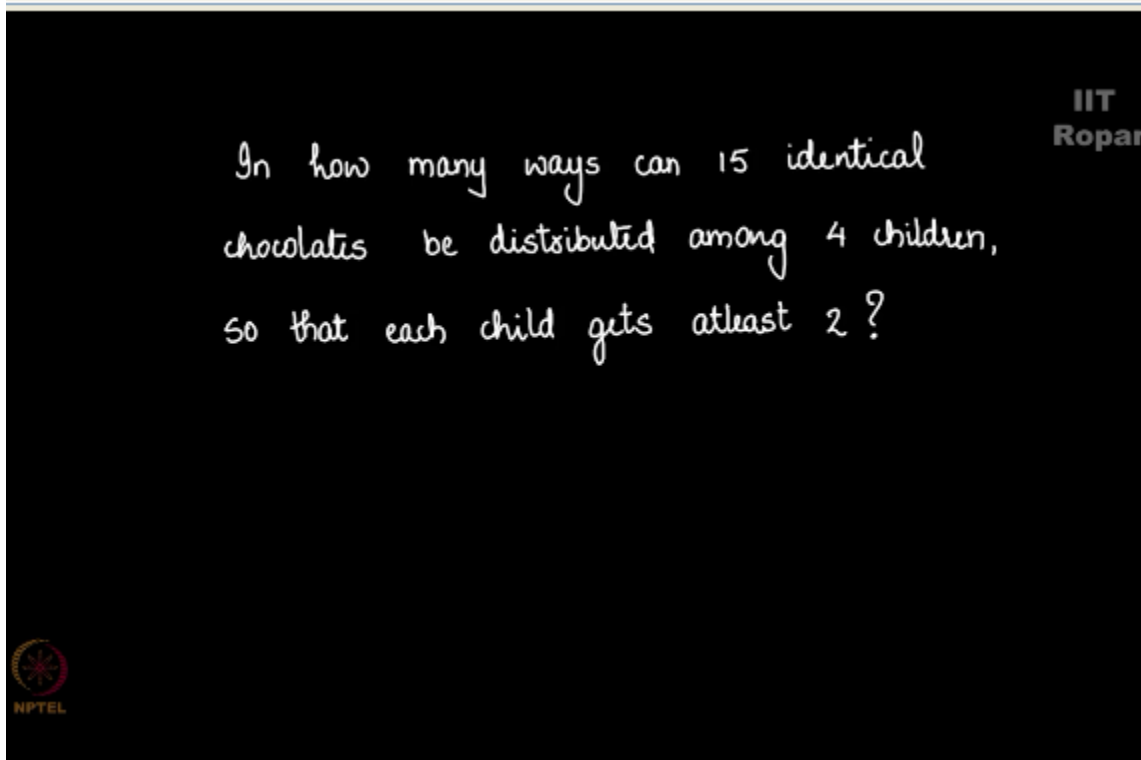 IIT
Ropar
In how many ways can 15 identical
chocolates be distributed among 4 children,
so that each child gets atleast 2?
NPTEL